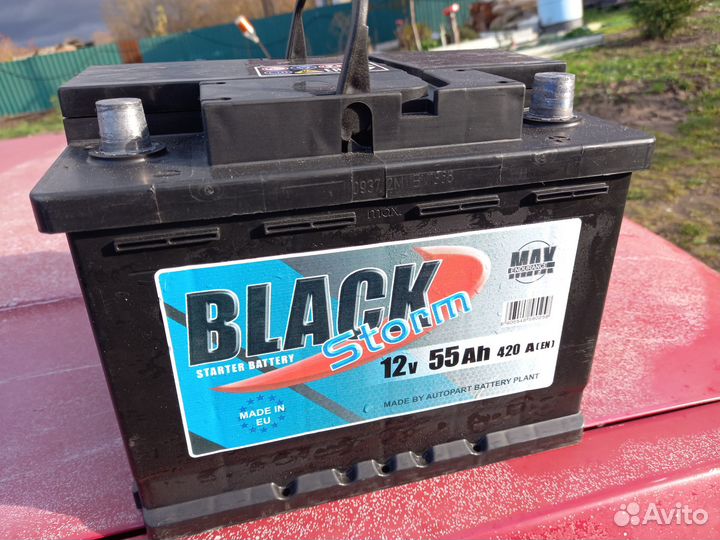 max.
BLACK
Storm
STARTER BATTERY
MAX
ENDURANCE
12v 55Ah 420 A(EN)
MADE BY AUTOPART BATTERY PLANT
MADE IN
EU
Avito